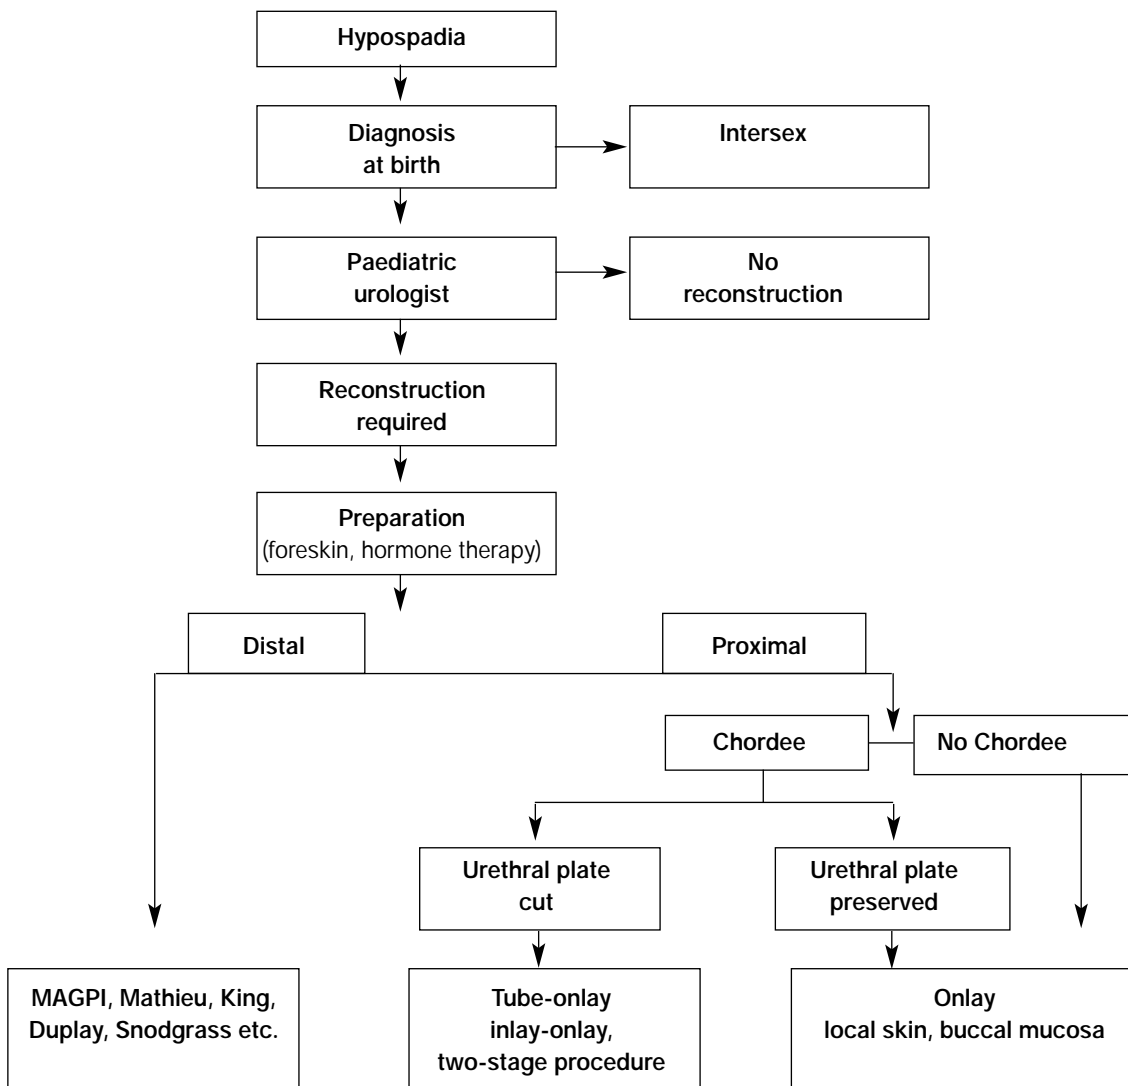 Hypospadia
Diagnosis
at birth
Intersex
Paediatric
urologist
No
reconstruction
Reconstruction
required
Preparation
(foreskin, hormone therapy)
Distal
Proximal
Chordee
No Chordee
Urethral plate
cut
Urethral plate
preserved
MAGPI, Mathieu, King,
Duplay, Snodgrass etc.
Tube-onlay
inlay-onlay,
two-stage procedure
Onlay
local skin, buccal mucosa